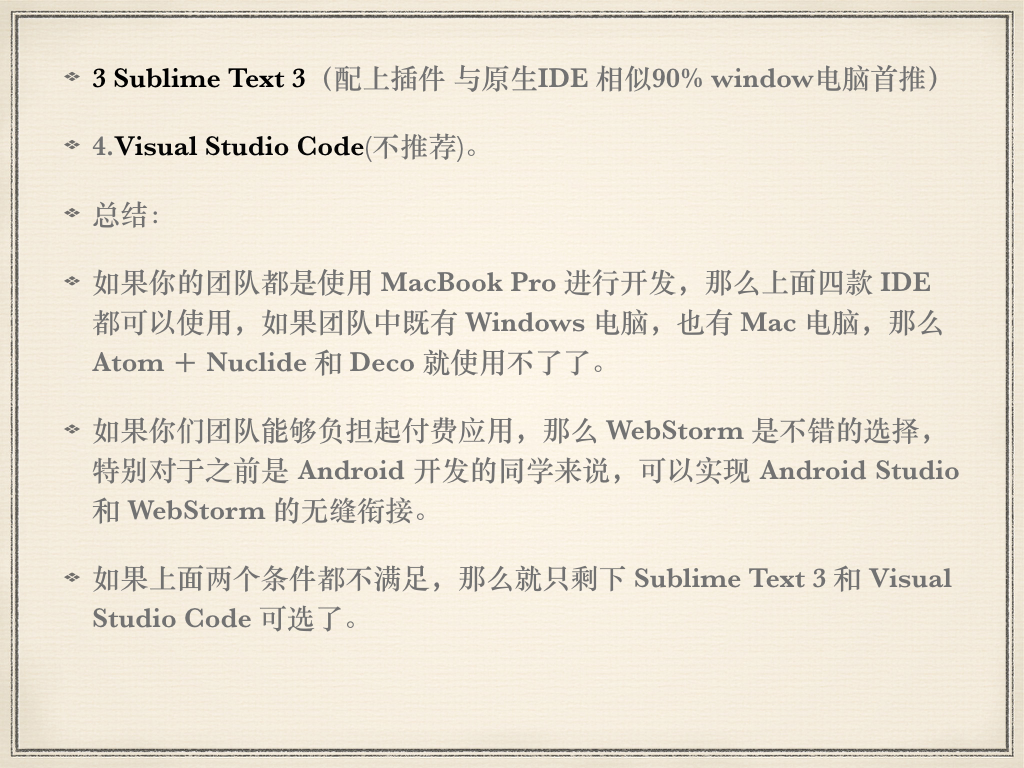 3 Sublime Text 3（配上插件 与原生IDE 相似90% window电脑首推）
4.Visual Studio Code(不推荐)。
总结：
如果你的团队都是使用 MacBook Pro 进行开发，那么上面四款 IDE
都可以使用，如果团队中既有 Windows 电脑，也有 Mac 电脑，那么
Atom ＋ Nuclide 和 Deco 就使用不了了。
如果你们团队能够负担起付费应用，那么 WebStorm 是不错的选择，
特别对于之前是 Android 开发的同学来说，可以实现 Android Studio
和 WebStorm 的无缝衔接。
如果上面两个条件都不满足，那么就只剩下 Sublime Text 3 和 Visual
Studio Code 可选了。